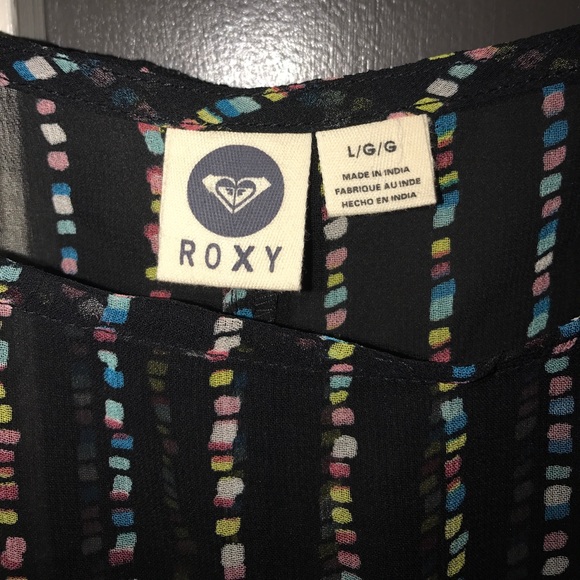 ROXY
L/G/G
MADE IN INDIA
FABRIQUE AU INDE
HECHO EN INDIA